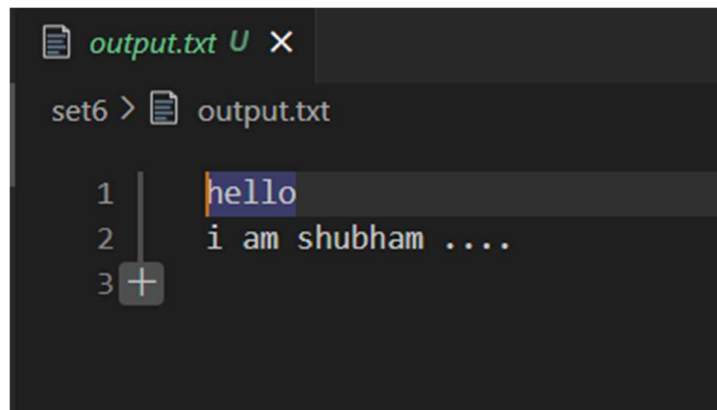 output.txt U ×
set6 > output.txt
1 hello
2 i am shubham ....
3 +